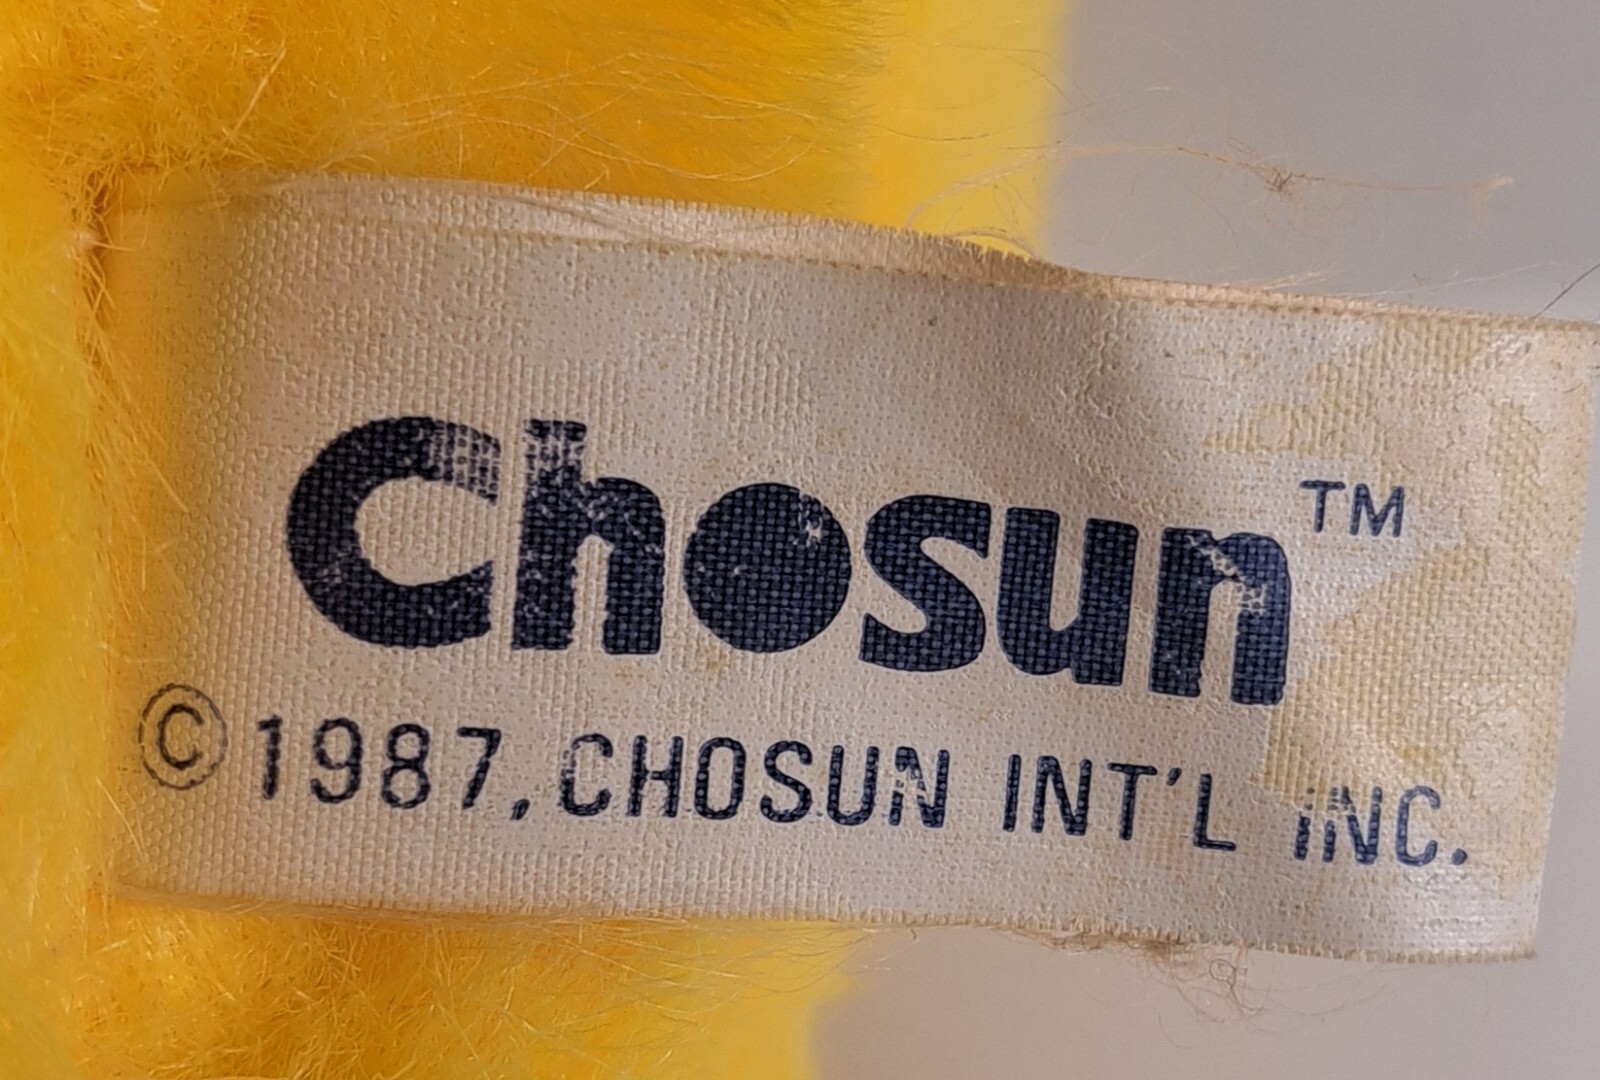 Chosun™
©1987, CHOSUN INT'L INC.